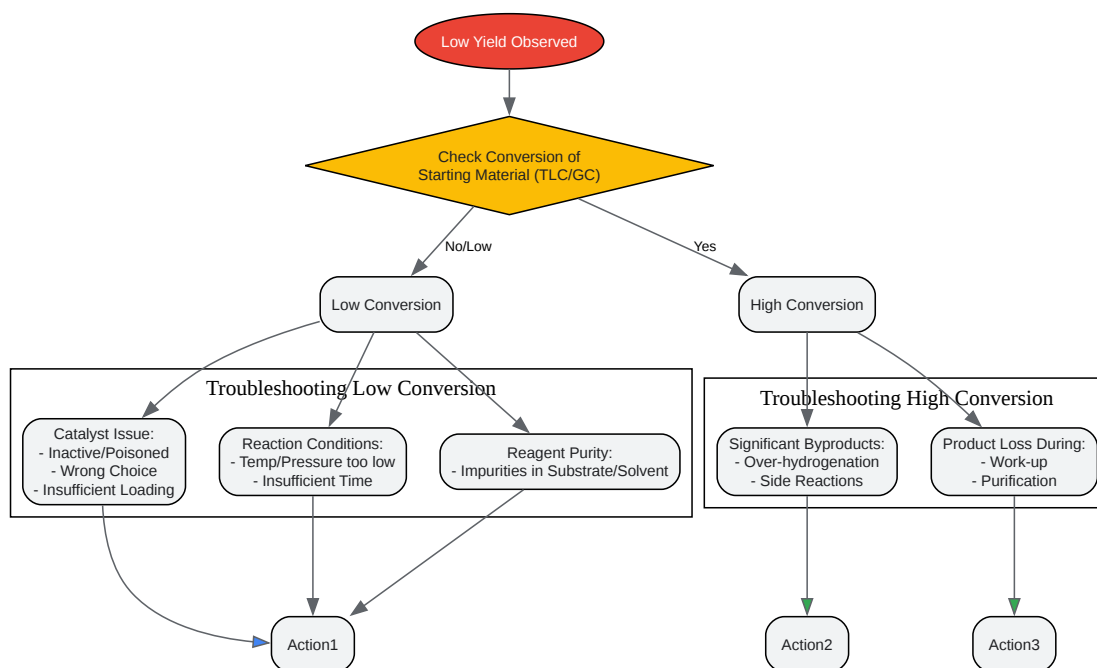 Low Yield Observed
Check Conversion of
Starting Material (TLC/GC)
No/Low
Yes
Low Conversion
High Conversion
Troubleshooting Low Conversion
Catalyst Issue:
- Inactive/Poisoned
- Wrong Choice
- Insufficient Loading
Reaction Conditions:
- Temp/Pressure too low
- Insufficient Time
Reagent Purity:
- Impurities in Substrate/Solvent
Troubleshooting High Conversion
Significant Byproducts:
- Over-hydrogenation
- Side Reactions
Product Loss During:
- Work-up
- Purification
Action1
Action2
Action3